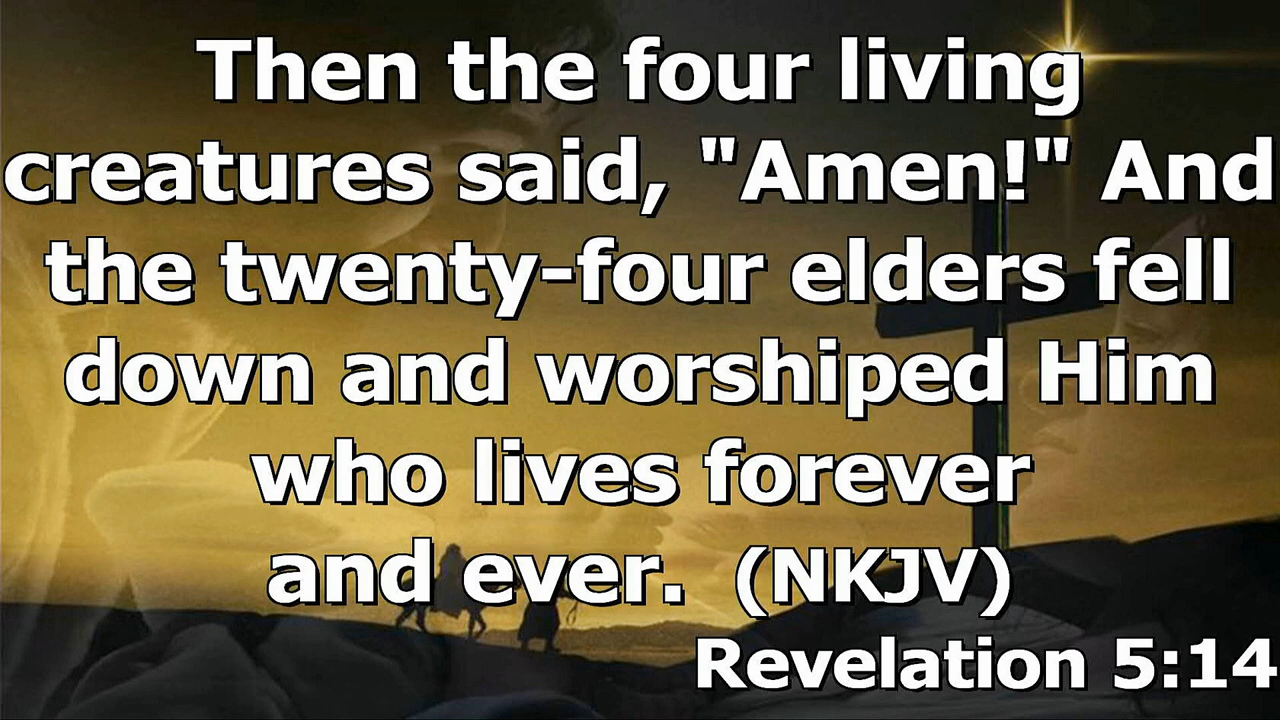 Then the four living
creatures said, "Amen!" And
the twenty-four elders fell
down and worshiped Him
who lives forever
and ever.  (NKJV)
Revelation 5:14